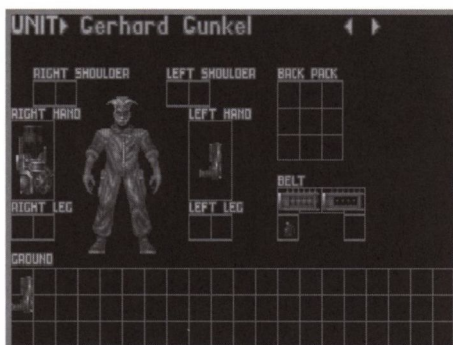 UNIT> Gerhard Gunkel
RIGHT SHOULDER
LEFT SHOULDER
BACK PACK
RIGHT HAND
LEFT HAND
BELT
RIGHT LEG
LEFT LEG
GROUND